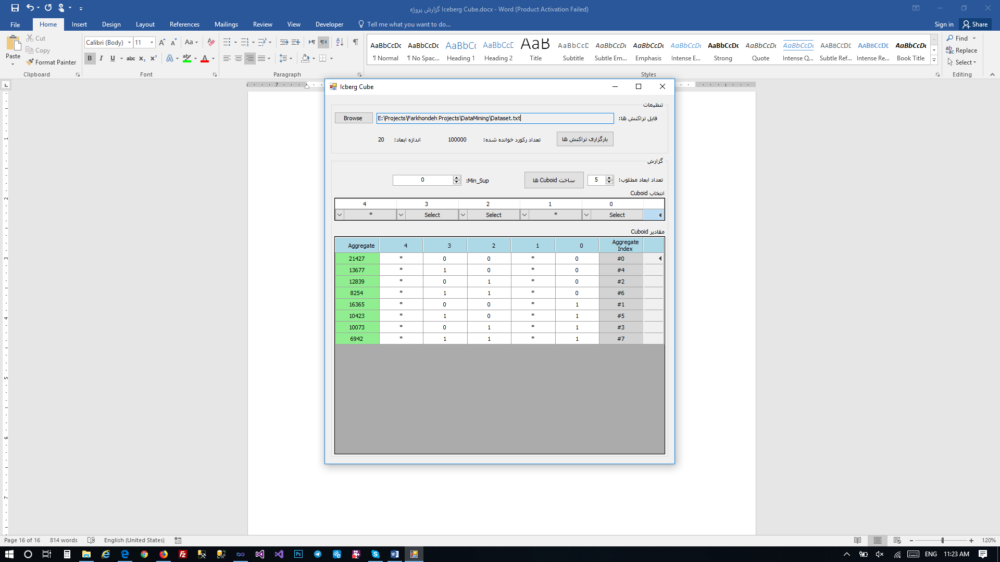 گزارش پروژه Iceberg Cube.docx - Word (Product Activation Failed)
File Home Insert Design Layout References Mailings Review View Developer Tell me what you want to do... Sign in Share
Paste
Cut
Copy
Format Painter
Clipboard
Calibri (Body) 11
Font
Paragraph
AaBbCcDc AaBbCcDc AaBbC( AaBbCcC AaB AaBbCcD AaBbCcDc AaBbCcDc AaBbCcDc AaBbCcDc AaBbCcDc AaBbCcDc AaBbCcDc AaBbCcDc AaBbCcDc
¶ Normal ¶ No Spac... Heading 1 Heading 2 Title Subtitle Subtle Em... Emphasis Intense E... Strong Quote Intense Q... Subtle Ref... Intense Re... Book Title
Styles
Find
Replace
Select
Editing
Icberg Cube
تنظیمات
فایل تراکنش ها:
E:\Projects\Farkhondeh Projects\DataMining\Dataset.txt
Browse
بارگزاری تراکنش ها
تعداد رکورد خوانده شده: 100000
اندازه ابعاد: 20
گزارش
تعداد ابعاد مطلوب: 5
ساخت Cuboid ها
Min_Sup: 0
انتخاب Cuboid
4 3 2 1 0
* Select Select * Select
مقادیر Cuboid
Aggregate 4 3 2 1 0 Aggregate Index
21427 * 0 0 * 0 #0
13677 * 1 0 * 0 #4
12839 * 0 1 * 0 #2
8254 * 1 1 * 0 #6
16365 * 0 0 * 1 #1
10423 * 1 0 * 1 #5
10073 * 0 1 * 1 #3
6942 * 1 1 * 1 #7
Page 16 of 16 814 words English (United States) 120%
ENG 11:23 AM